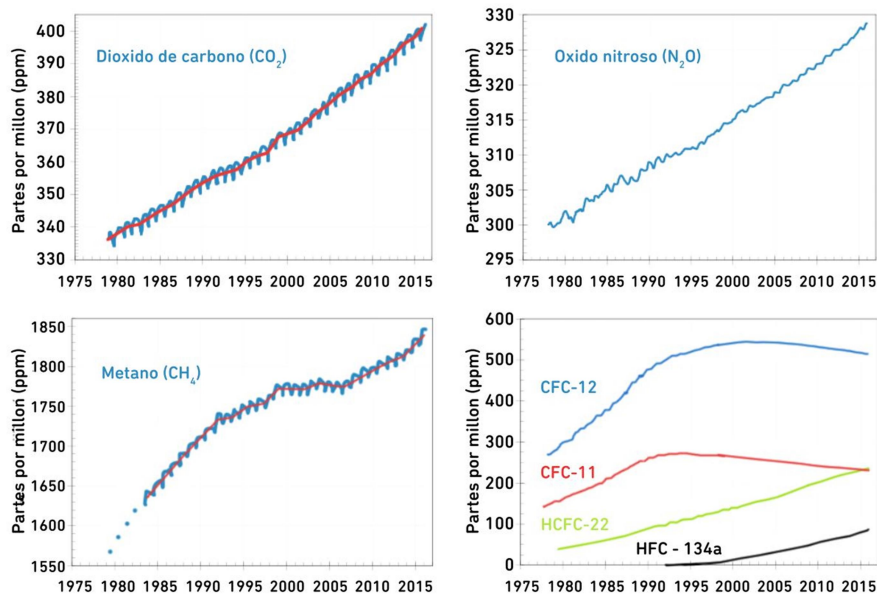 Partes por millon (ppm)
400
390
380
370
360
350
340
330
Dioxido de carbono (CO₂)
1975 1980 1985 1990 1995 2000 2005 2010 2015
Partes por millon (ppm)
330
325
320
315
310
305
300
295
Oxido nitroso (N₂O)
1975 1980 1985 1990 1995 2000 2005 2010 2015
Partes por millon (ppm)
1850
1800
1750
1700
1650
1600
1550
Metano (CH₄)
1975 1980 1985 1990 1995 2000 2005 2010 2015
Partes por millon (ppm)
600
500
400
300
200
100
0
CFC-12
CFC-11
HCFC-22
HFC - 134a
1975 1980 1985 1990 1995 2000 2005 2010 2015